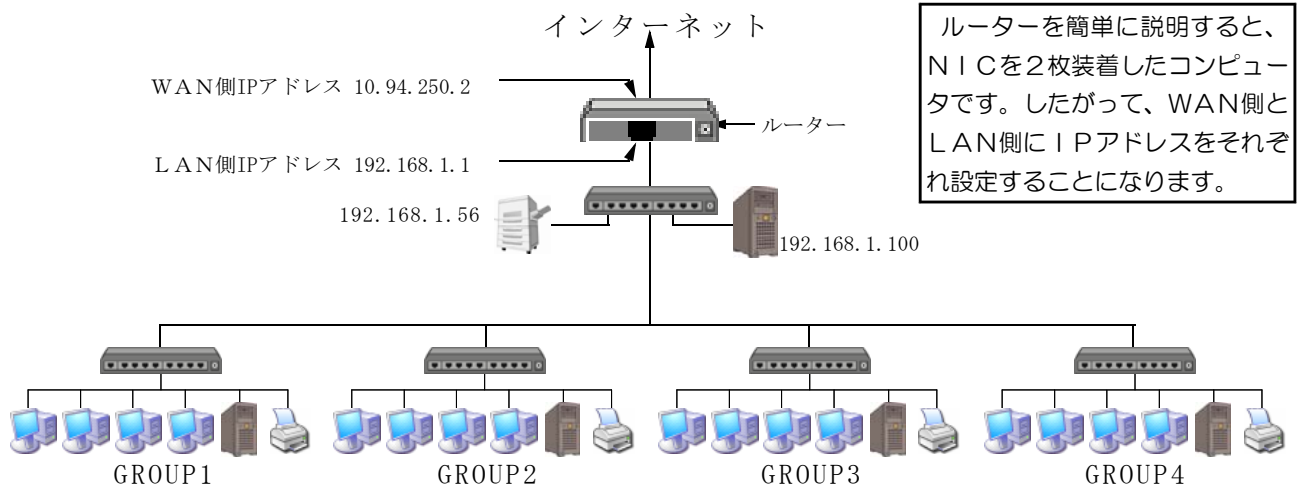 インターネット
ルーターを簡単に説明すると、
NICを2枚装着したコンピュー
タです。したがって、WAN側と
LAN側にIPアドレスをそれぞ
れ設定することになります。
WAN側IPアドレス 10.94.250.2
ルーター
LAN側IPアドレス 192.168.1.1
192.168.1.56
192.168.1.100
GROUP1
GROUP2
GROUP3
GROUP4